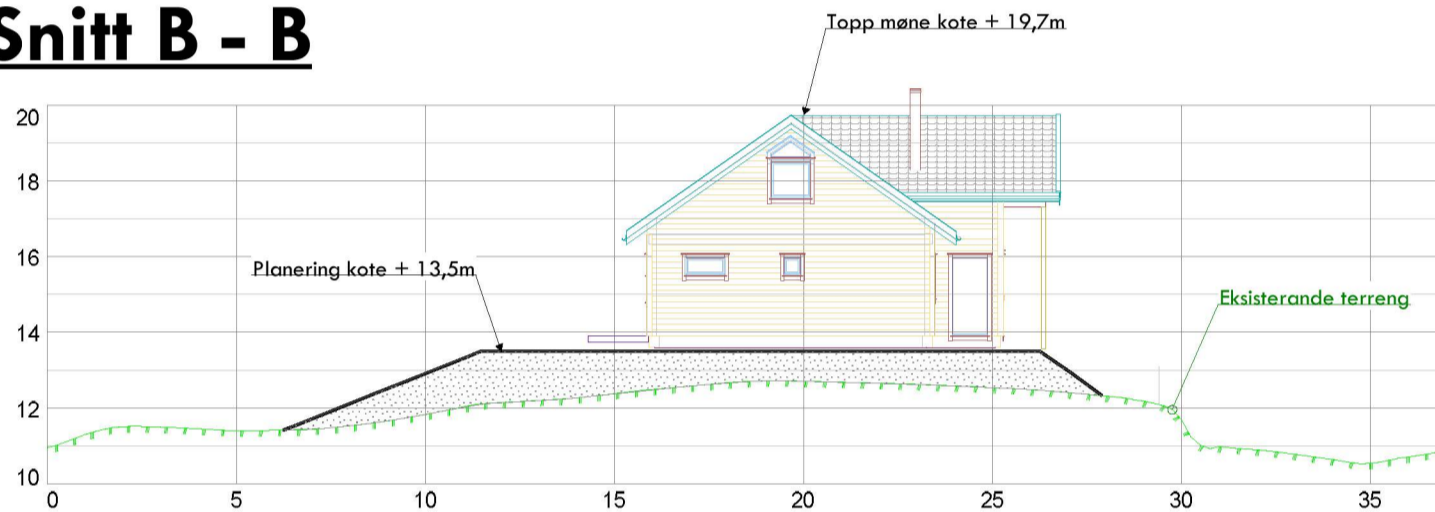 Snitt B - B
Topp møne kote + 19,7m
20
18
16
14
12
10
Planering kote + 13,5m
Eksisterande terreng
0 5 10 15 20 25 30 35